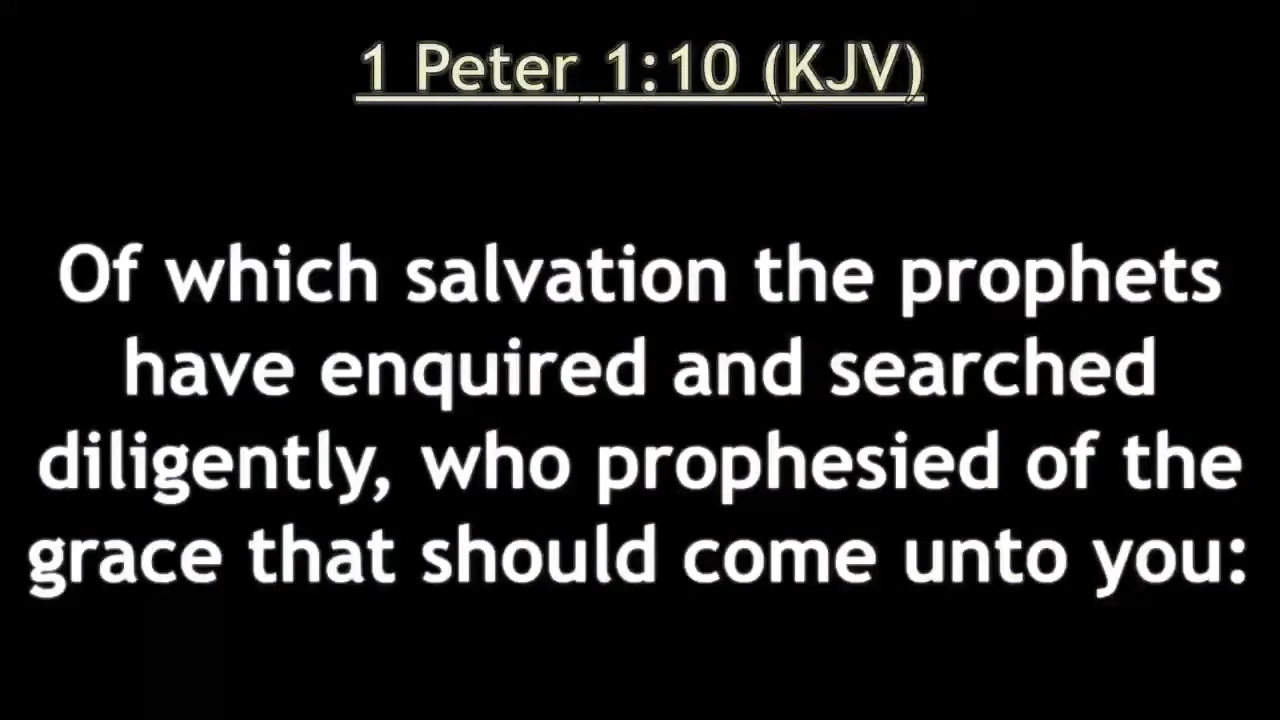 1 Peter 1:10 (KJV)
Of which salvation the prophets
have enquired and searched
diligently, who prophesied of the
grace that should come unto you: